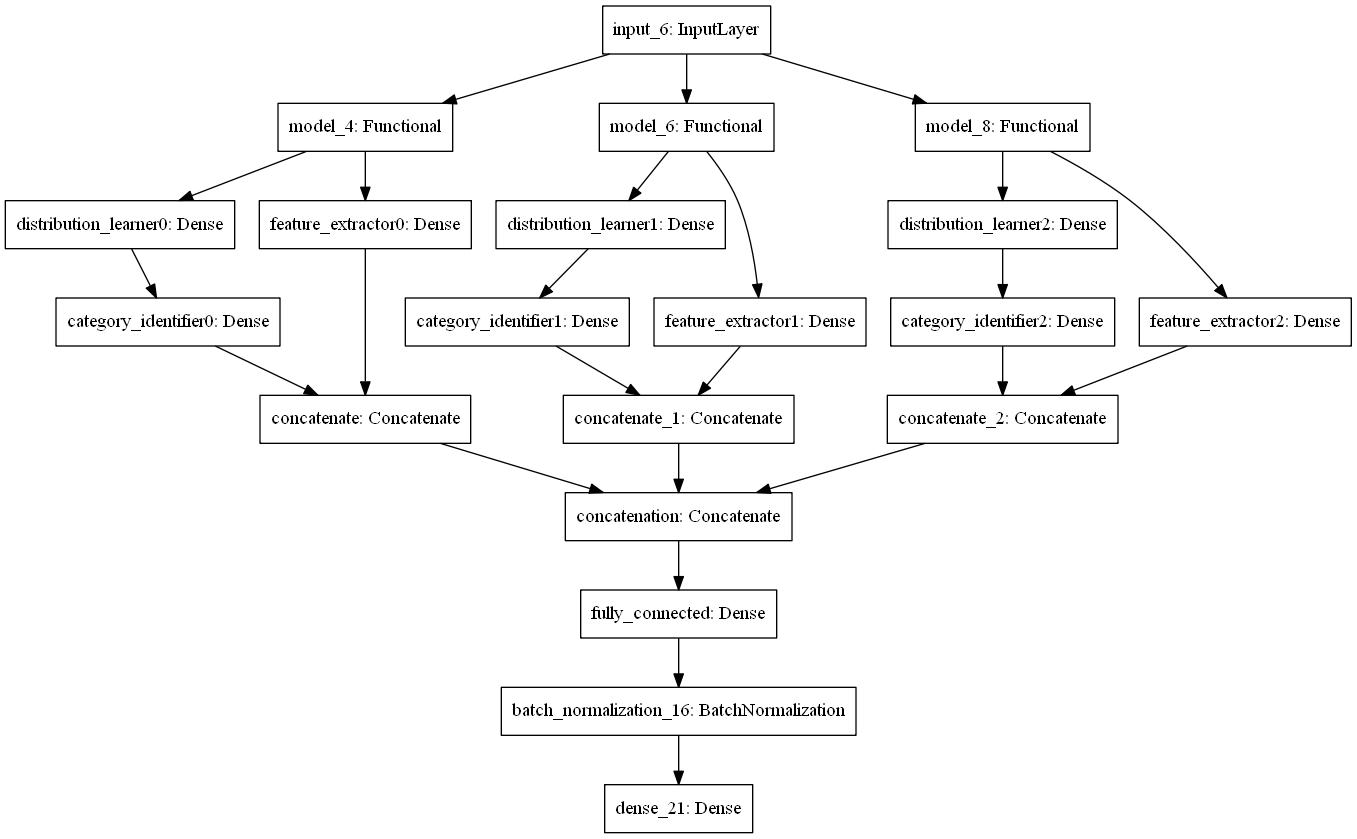 input_6: InputLayer
model_4: Functional
model_6: Functional
model_8: Functional
distribution_learner0: Dense
feature_extractor0: Dense
distribution_learner1: Dense
distribution_learner2: Dense
category_identifier0: Dense
category_identifier1: Dense
feature_extractor1: Dense
category_identifier2: Dense
feature_extractor2: Dense
concatenate: Concatenate
concatenate_1: Concatenate
concatenate_2: Concatenate
concatenation: Concatenate
fully_connected: Dense
batch_normalization_16: BatchNormalization
dense_21: Dense